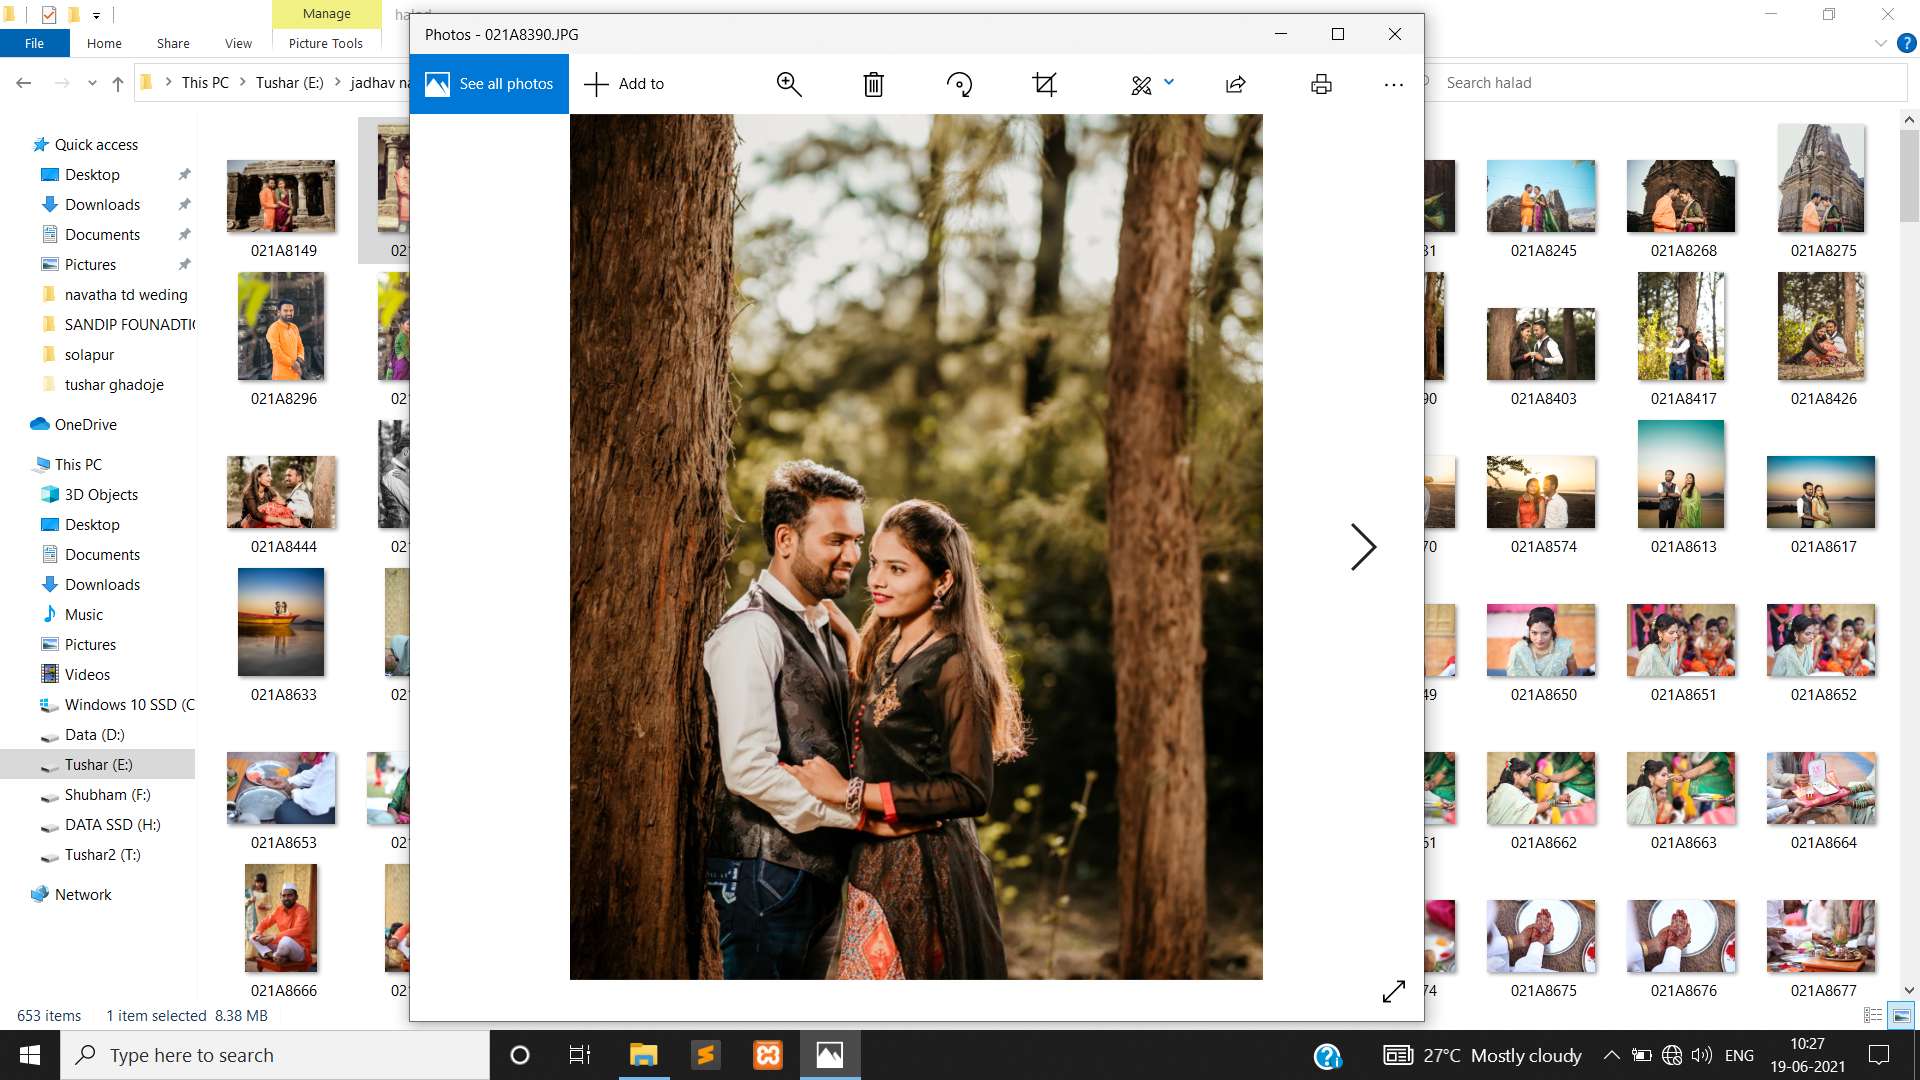 Manage
halad
File
Home
Share
View
Picture Tools
This PC
Tushar (E:)
jadhav
Search halad
Photos - 021A8390.JPG
See all photos
Add to
Quick access
Desktop
Downloads
Documents
Pictures
navatha td weding
SANDIP FOUNADTIO
solapur
tushar ghadoje
OneDrive
This PC
3D Objects
Desktop
Documents
Downloads
Music
Pictures
Videos
Windows 10 SSD (C
Data (D:)
Tushar (E:)
Shubham (F:)
DATA SSD (H:)
Tushar2 (T:)
Network
021A8149
021A8245
021A8268
021A8275
021A8296
021A8403
021A8417
021A8426
021A8444
021A8574
021A8613
021A8617
021A8633
021A8650
021A8651
021A8652
021A8653
021A8662
021A8663
021A8664
021A8666
021A8675
021A8676
021A8677
653 items
1 item selected 8.38 MB
Type here to search
27°C Mostly cloudy
ENG
10:27
19-06-2021